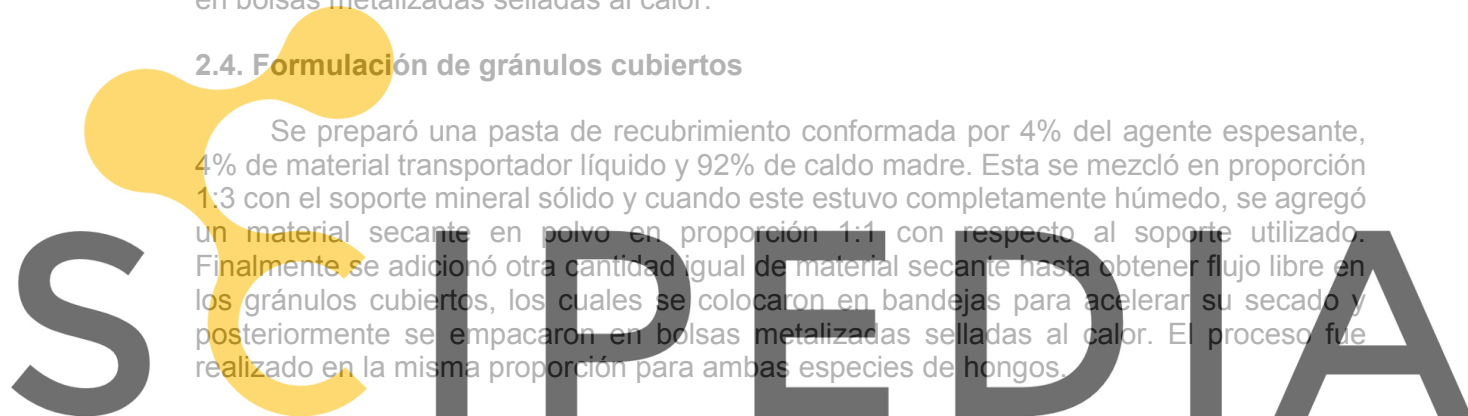 en bolsas metalizadas selladas al calor.
2.4. Formulación de gránulos cubiertos
Se preparó una pasta de recubrimiento conformada por 4% del agente espesante,
4% de material transportador líquido y 92% de caldo madre. Esta se mezcló en proporción
1:3 con el soporte mineral sólido y cuando este estuvo completamente húmedo, se agregó
un material secante en polvo en proporción 1:1 con respecto al soporte utilizado.
Finalmente se adicionó otra cantidad igual de material secante hasta obtener flujo libre en
los gránulos cubiertos, los cuales se colocaron en bandejas para acelerar su secado y
posteriormente se empacaron en bolsas metalizadas selladas al calor. El proceso fue
realizado en la misma proporción para ambas especies de hongos.
SCIPEDIA